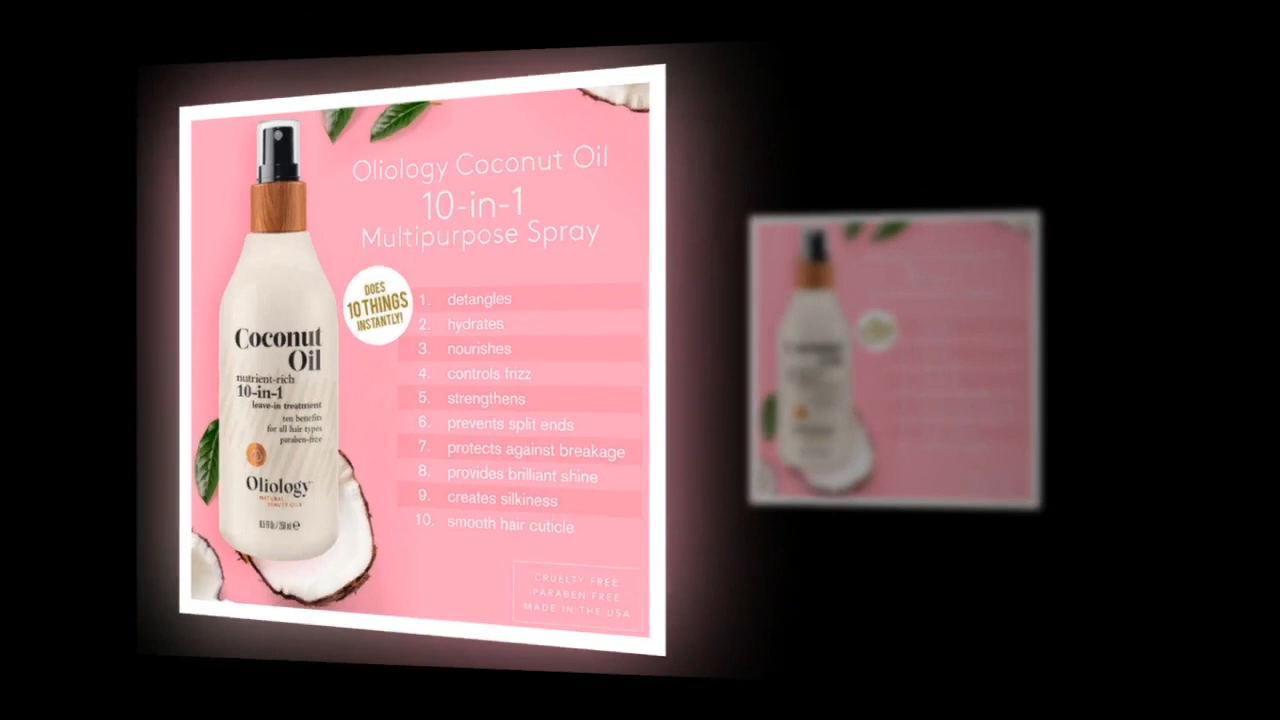 Oliology Coconut Oil
10-in-1
Multipurpose Spray
DOES
10 THINGS
INSTANTLY!
1. detangles
2. hydrates
3. nourishes
4. controls frizz
5. strengthens
6. prevents split ends
7. protects against breakage
8. provides brilliant shine
9. creates silkiness
10. smooth hair cuticle
Coconut
Oil
nutrient-rich
10-in-1
leave-in treatment
ten benefits
for all hair types
paraben-free
Oliology
NATURAL
BEAUTY OILS
CRUELTY FREE
PARABEN FREE
MADE IN THE USA